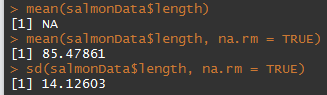 > mean(salmonData$length)
[1] NA
> mean(salmonData$length, na.rm = TRUE)
[1] 85.47861
> sd(salmonData$length, na.rm = TRUE)
[1] 14.12603